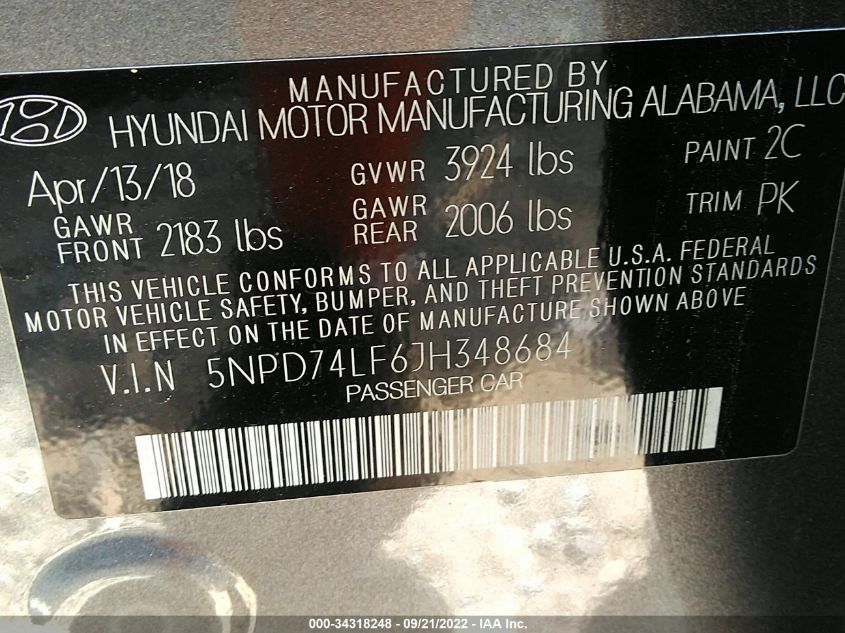 MANUFACTURED BY
HYUNDAI MOTOR MANUFACTURING ALABAMA, LLC
Apr/13/18 GVWR 3924 lbs PAINT 2C
GAWR FRONT 2183 lbs GAWR REAR 2006 lbs TRIM PK
THIS VEHICLE CONFORMS TO ALL APPLICABLE U.S.A. FEDERAL
MOTOR VEHICLE SAFETY, BUMPER, AND THEFT PREVENTION STANDARDS
IN EFFECT ON THE DATE OF MANUFACTURE SHOWN ABOVE
V.I.N 5NPD74LF6JH348684
PASSENGER CAR
000-34318248 - 09/21/2022 - IAA Inc.